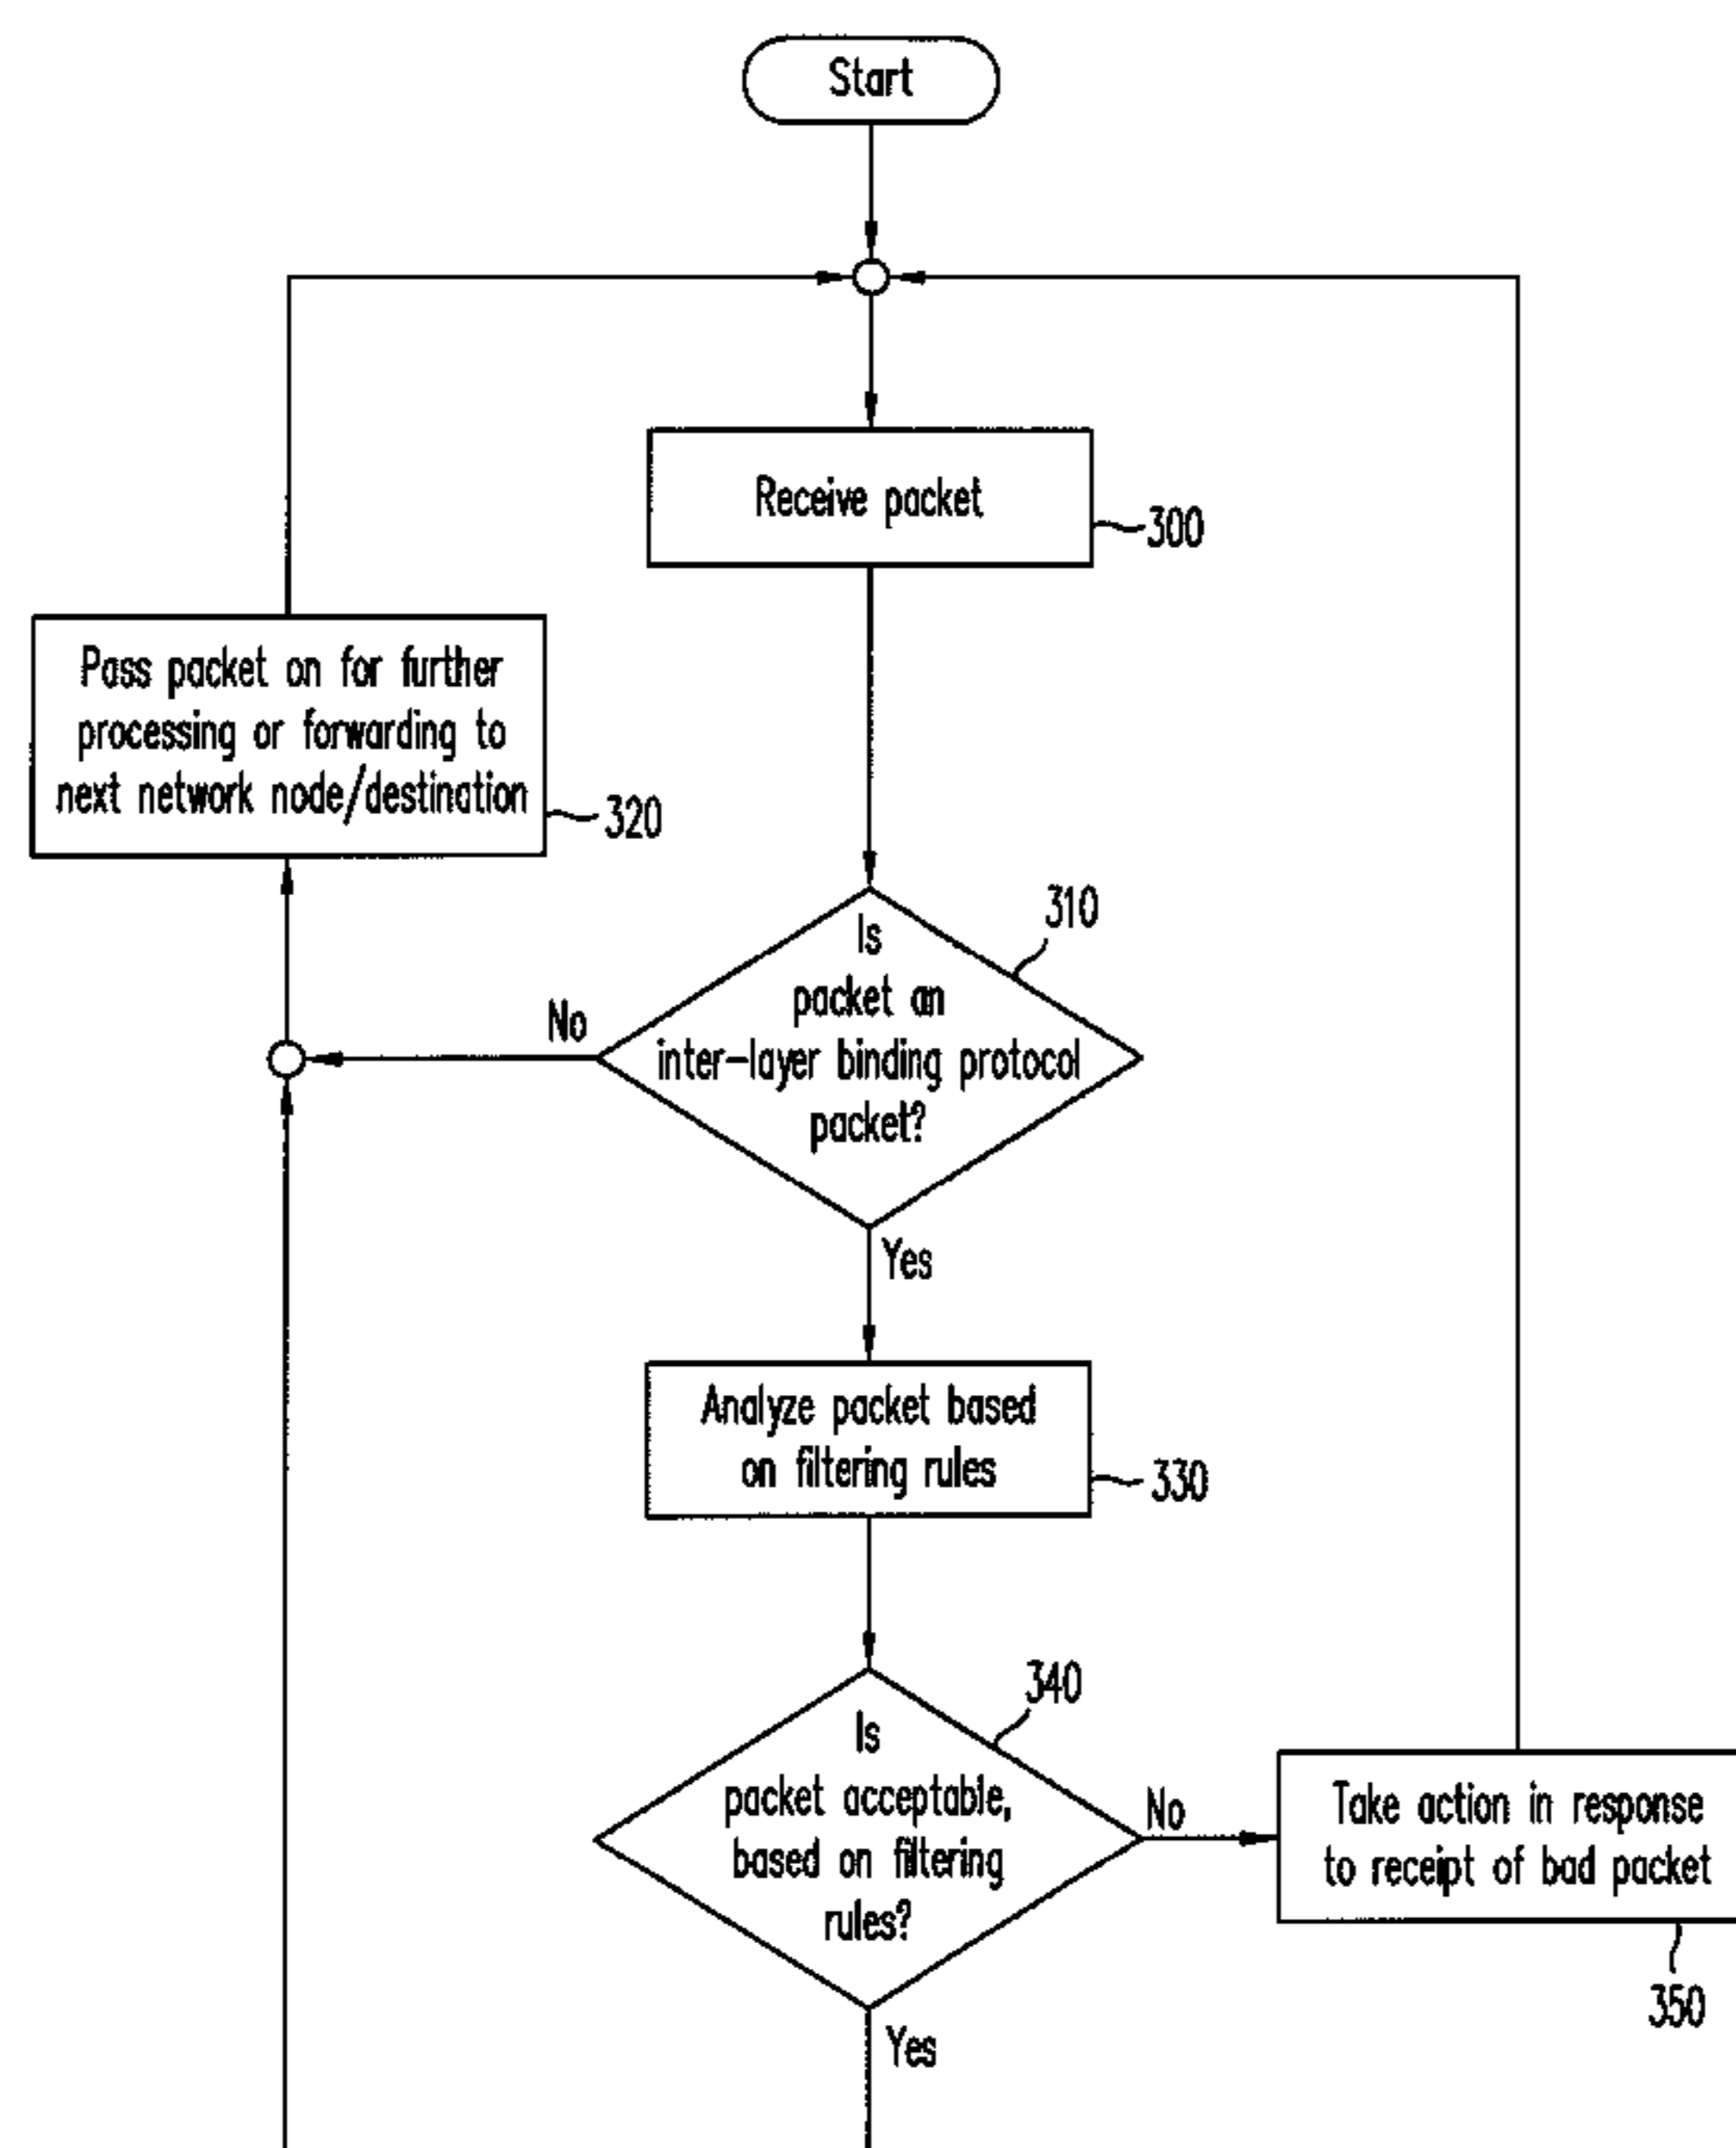 Start
Receive packet
300
Pass packet on for further
processing or forwarding to
next network node/destination
320
310
Is
packet an
inter-layer binding protocol
packet?
No
Yes
Analyze packet based
on filtering rules
330
340
Is
packet acceptable,
based on filtering
rules?
No
Take action in response
to receipt of bad packet
350
Yes